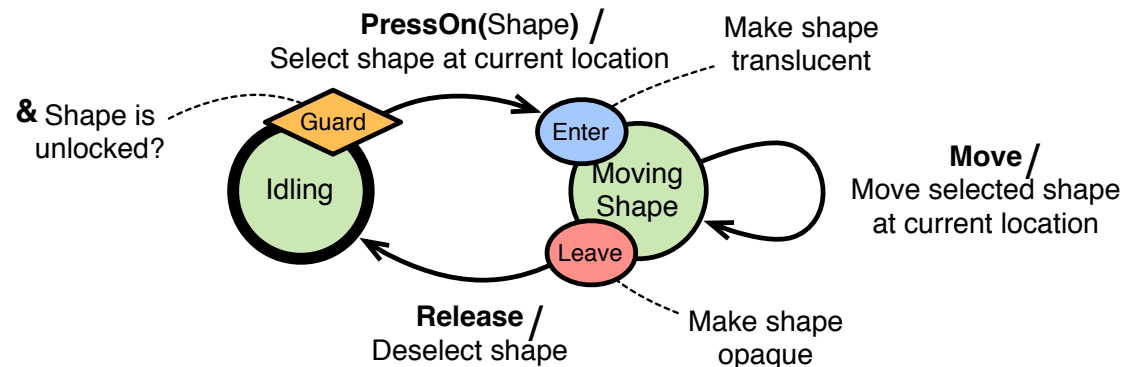 PressOn(Shape) /
Select shape at current location
Make shape
translucent
& Shape is
unlocked?
Guard
Enter
Idling
Moving
Shape
Move/
Move selected shape
at current location
Leave
Release /
Deselect shape
Make shape
opaque